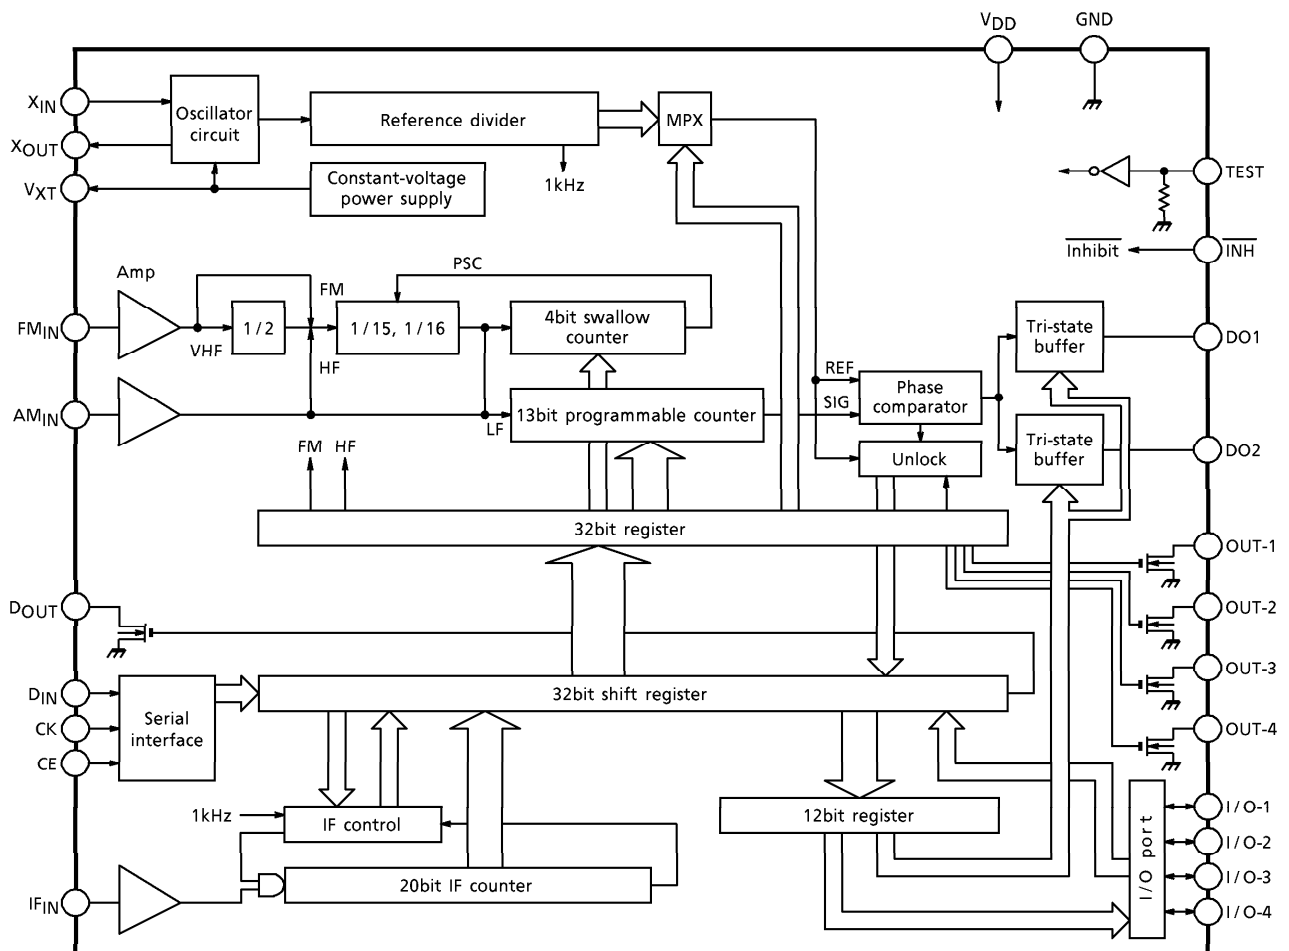 VDD
GND
XIN
XOUT
VXT
Oscillator
circuit
Reference divider
MPX
1kHz
Constant-voltage
power supply
TEST
Inhibit
INH
Amp
PSC
FM
FMIN
VHF
1/2
HF
1/15, 1/16
4bit swallow
counter
Tri-state
buffer
DO1
REF
SIG
Phase
comparator
AMIN
LF
13bit programmable counter
FM
HF
Unlock
Tri-state
buffer
DO2
32bit register
OUT-1
OUT-2
OUT-3
OUT-4
DOUT
DIN
CK
CE
Serial
interface
32bit shift register
1kHz
IF control
12bit register
I/O port
I/O-1
I/O-2
I/O-3
I/O-4
IFIN
20bit IF counter